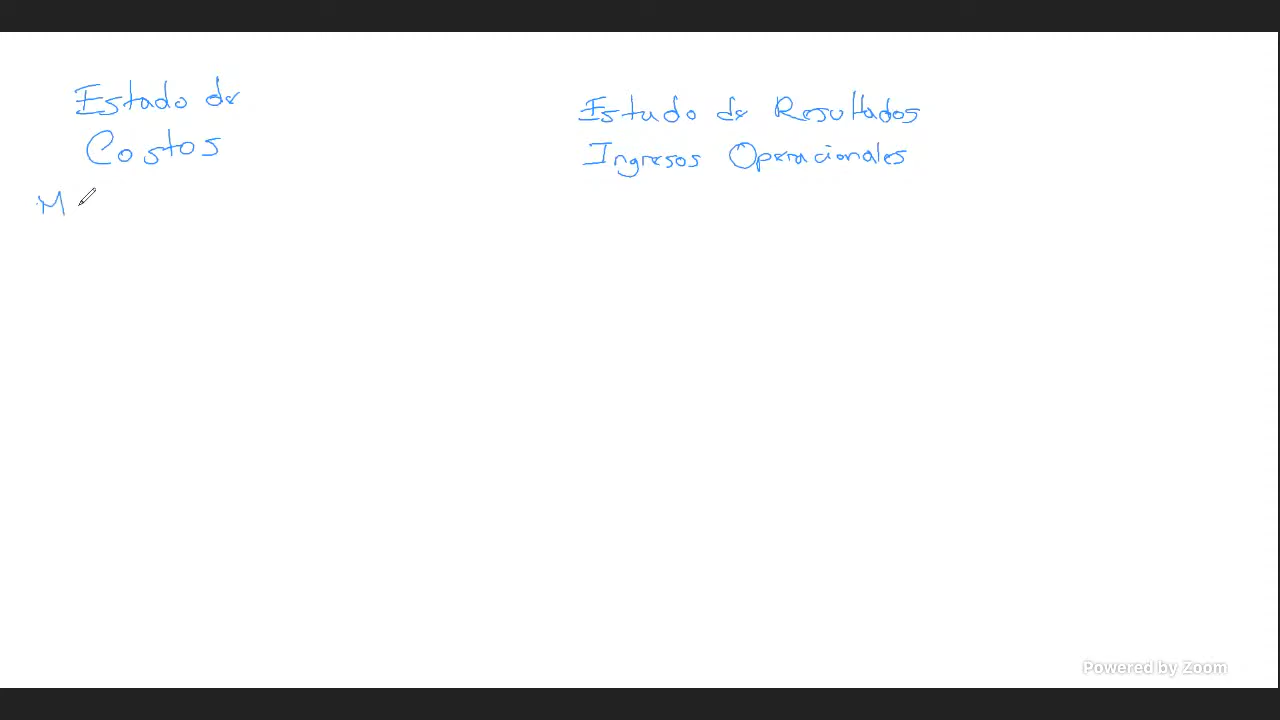 Estado de
Costos
M
Estado de Resultados
Ingresos Operacionales
Powered by Zoom